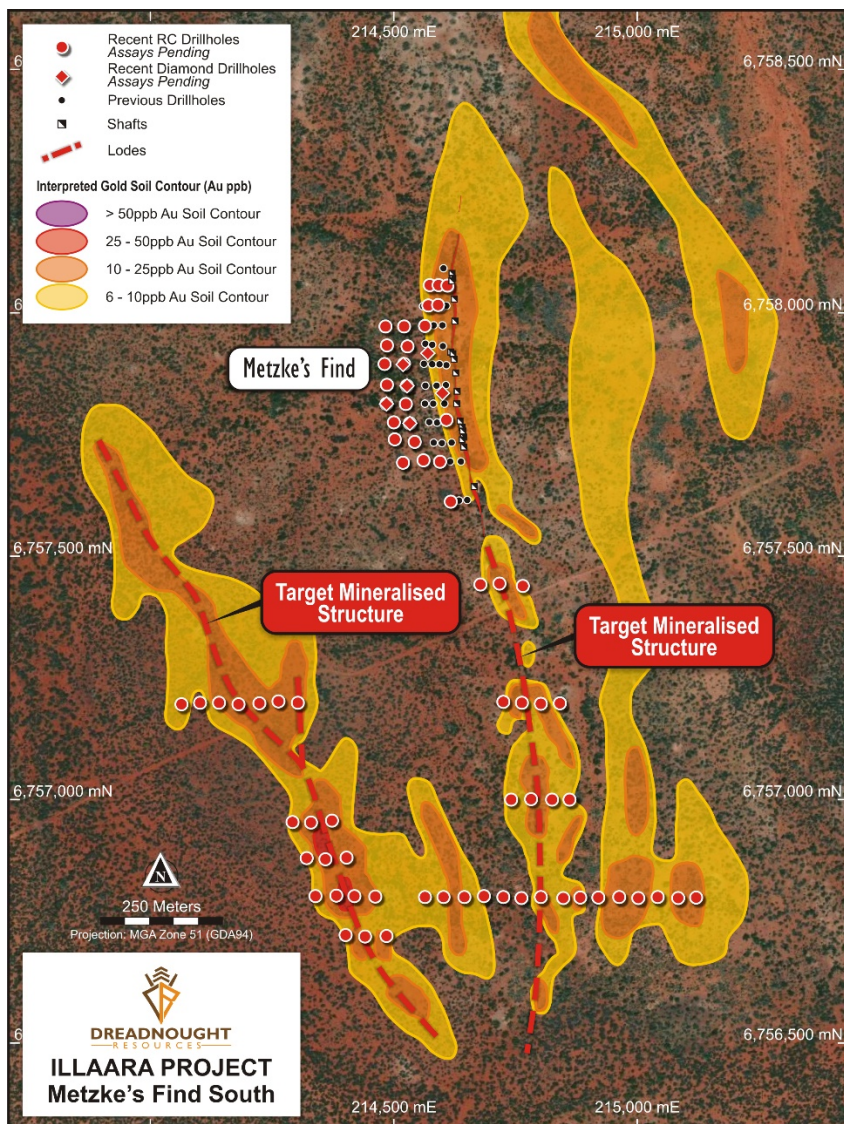 214,500 mE
215,000 mE
6,758,500 mN
Recent RC Drillholes
Assays Pending
Recent Diamond Drillholes
Assays Pending
Previous Drillholes
Shafts
Lodes
Interpreted Gold Soil Contour (Au ppb)
> 50ppb Au Soil Contour
25 - 50ppb Au Soil Contour
10 - 25ppb Au Soil Contour
6 - 10ppb Au Soil Contour
6
6,758,000 mN
Metzke's Find
6,757,500 mN
6,757,500 mN
Target Mineralised
Structure
Target Mineralised
Structure
6,757,000 mN
6,757,000 mN
N
250 Meters
Projection: MGA Zone 51 (GDA94)
DREADNOUGHT
RESOURCES
ILLAARA PROJECT
Metzke's Find South
6
6,756,500 mN
214,500 mE
215,000 mE